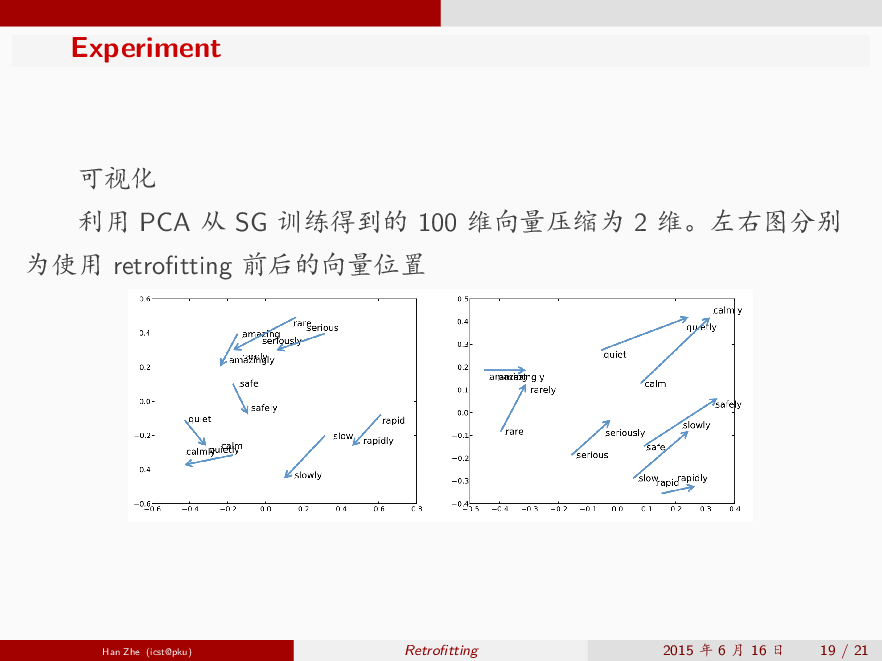 Experiment
可视化
利用 PCA 从 SG 训练得到的 100 维向量压缩为 2 维。左右图分别
为使用 retrofitting 前后的向量位置
0.6
0.4
0.2
0.0
−0.2
0.4
−0.6
−0.6 −0.4 −0.2 0.0 0.2 0.4 0.6 0.8
rare
amazing
serious
seriously
rarely
amazingly
safe
safe y
quiet
rapid
slow
rapidly
calm
calmly
quietly
slowly
0.5
0.4
0.3
0.2
0.1
0.0
−0.1
−0.2
−0.3
−0.4
−0.5 −0.4 −0.3 −0.2 −0.1 0.0 0.1 0.2 0.3 0.4
calm y
quietly
quiet
amazing
amazing y
calm
rarely
safely
rare
slowly
seriously
safe
serious
slow
rapid
rapidly
Han Zhe (icst@pku)
Retrofitting
2015 年 6 月 16 日
19 / 21